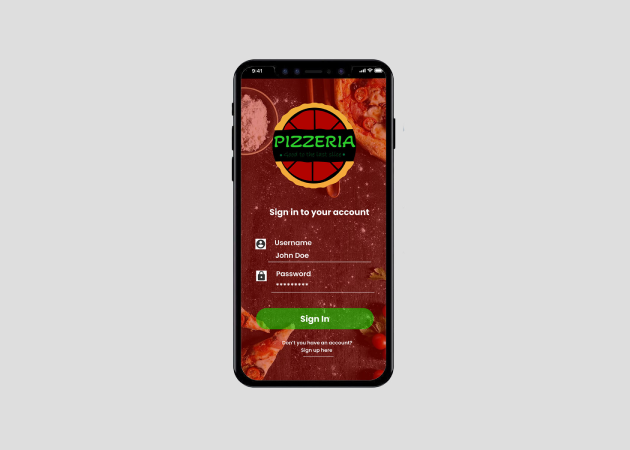 9:41
PIZZERIA
Sign in to your account
Username
John Doe
Password
*********
Sign In
Don't you have an account?
Sign up here